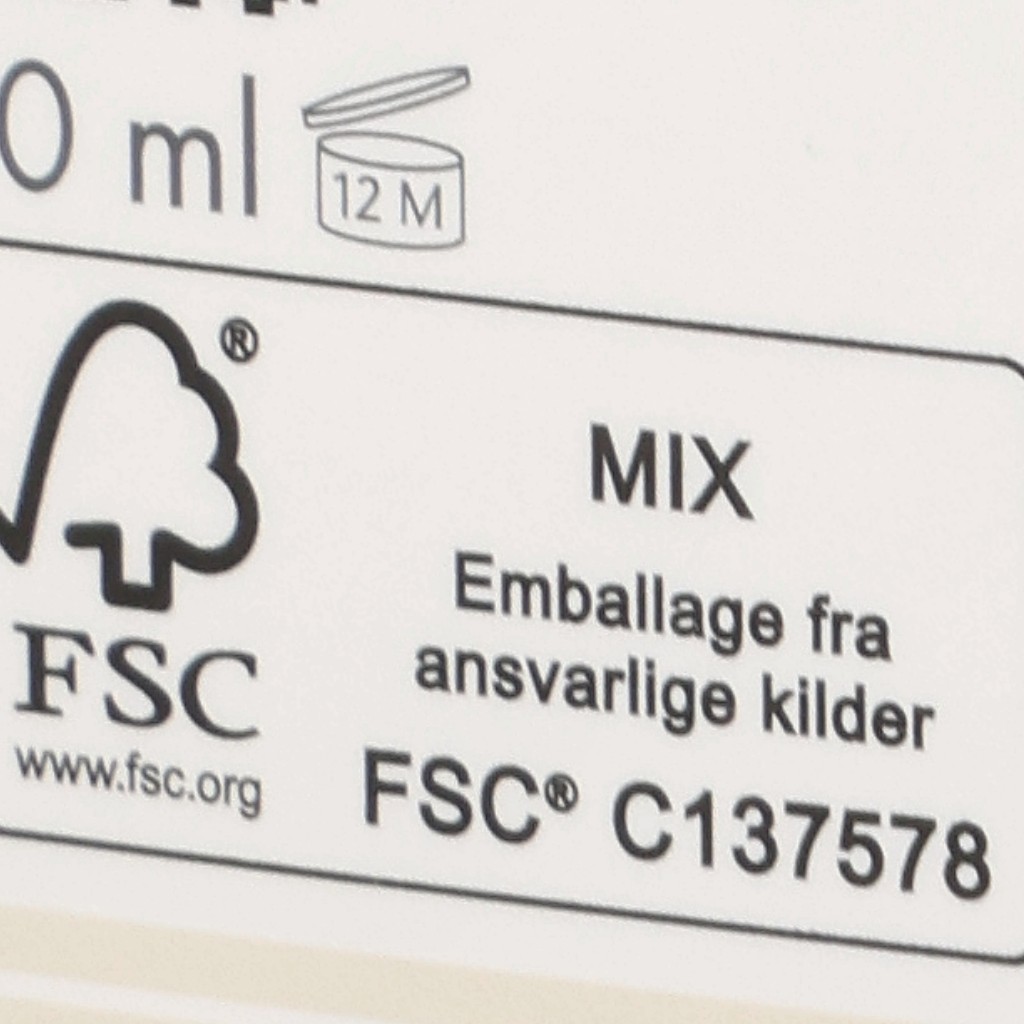 0 ml
12 M
®
MIX
Emballage fra
ansvarlige kilder
FSC
www.fsc.org
FSC® C137578